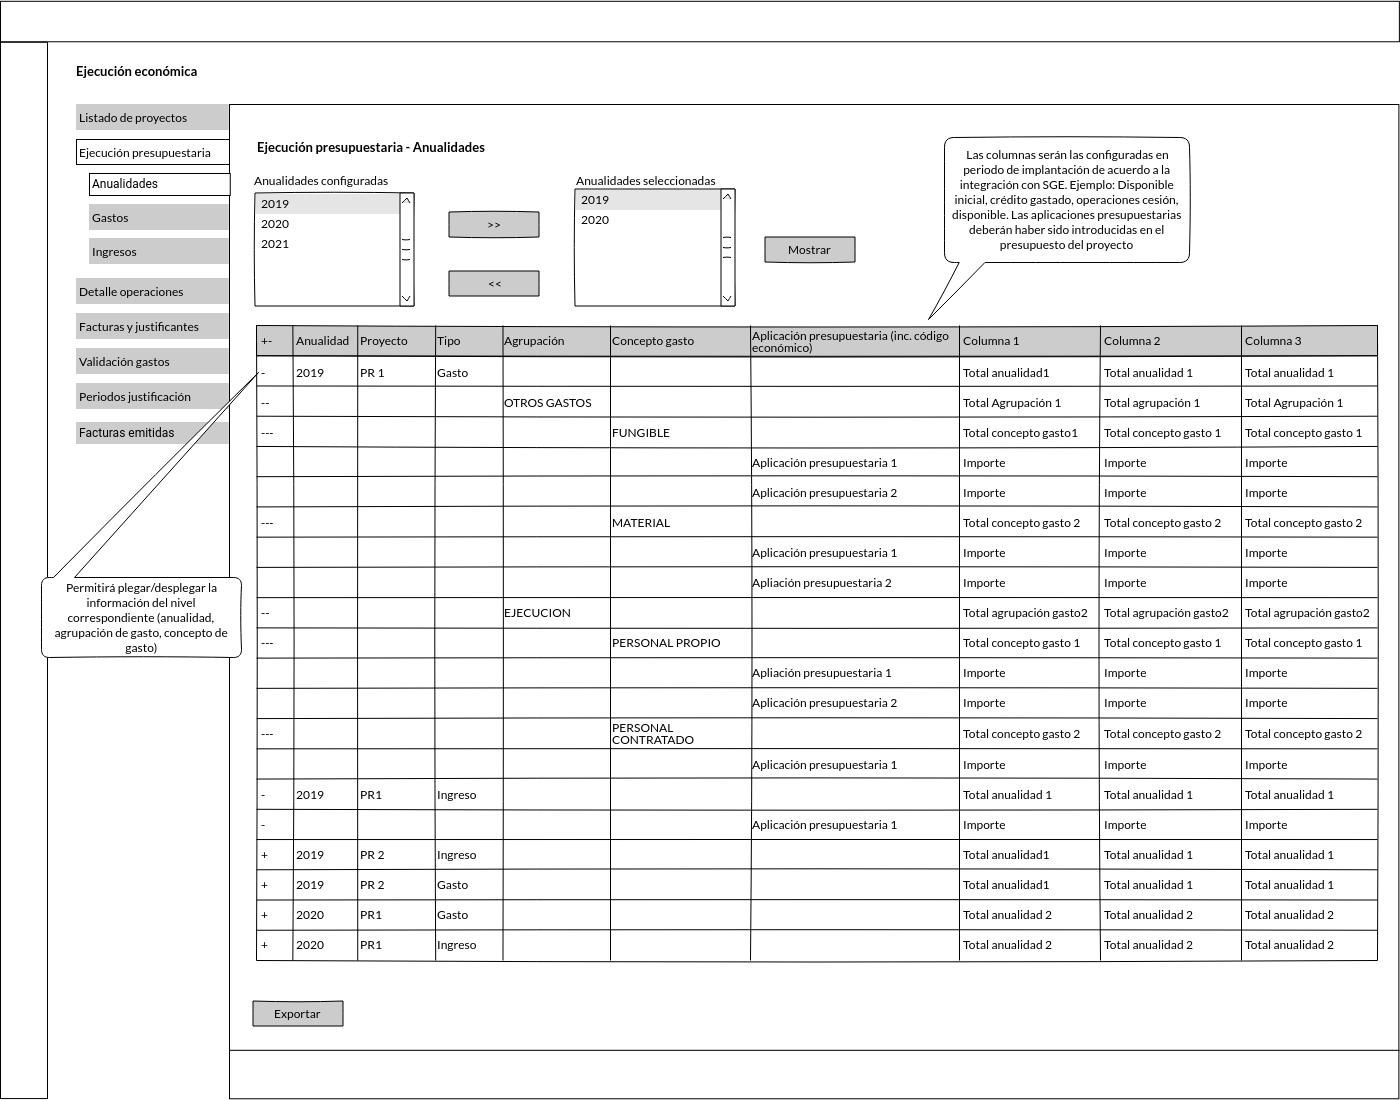 Ejecución económica
Listado de proyectos
Ejecución presupuestaria
Anualidades
Gastos
Ingresos
Detalle operaciones
Facturas y justificantes
Validación gastos
Periodos justificación
Facturas emitidas
Permitirá plegar/desplegar la
información del nivel
correspondiente (anualidad,
agrupación de gasto, concepto de
gasto)
Ejecución presupuestaria - Anualidades
Anualidades configuradas
2019
2020
2021
>>
<<
Anualidades seleccionadas
2019
2020
Mostrar
Las columnas serán las configuradas en
periodo de implantación de acuerdo a la
integración con SGE. Ejemplo: Disponible
inicial, crédito gastado, operaciones cesión,
disponible. Las aplicaciones presupuestarias
deberán haber sido introducidas en el
presupuesto del proyecto
+- Anualidad Proyecto Tipo Agrupación Concepto gasto Aplicación presupuestaria (inc. código
económico) Columna 1 Columna 2 Columna 3
- 2019 PR 1 Gasto Total anualidad1 Total anualidad 1 Total anualidad 1
-- OTROS GASTOS Total Agrupación 1 Total agrupación 1 Total Agrupación 1
--- FUNGIBLE Total concepto gasto1 Total concepto gasto 1 Total concepto gasto 1
Aplicación presupuestaria 1 Importe Importe Importe
Aplicación presupuestaria 2 Importe Importe Importe
--- MATERIAL Total concepto gasto 2 Total concepto gasto 2 Total concepto gasto 2
Aplicación presupuestaria 1 Importe Importe Importe
Apliación presupuestaria 2 Importe Importe Importe
-- EJECUCION Total agrupación gasto2 Total agrupación gasto2 Total agrupación gasto2
--- PERSONAL PROPIO Total concepto gasto 1 Total concepto gasto 1 Total concepto gasto 1
Apliación presupuestaria 1 Importe Importe Importe
Aplicación presupuestaria 2 Importe Importe Importe
--- PERSONAL
CONTRATADO Total concepto gasto 2 Total concepto gasto 2 Total concepto gasto 2
Aplicación presupuestaria 1 Importe Importe Importe
- 2019 PR1 Ingreso Total anualidad 1 Total anualidad 1 Total anualidad 1
- Aplicación presupuestaria 1 Importe Importe Importe
+ 2019 PR 2 Ingreso Total anualidad1 Total anualidad 1 Total anualidad 1
+ 2019 PR 2 Gasto Total anualidad1 Total anualidad 1 Total anualidad 1
+ 2020 PR1 Gasto Total anualidad 2 Total anualidad 2 Total anualidad 2
+ 2020 PR1 Ingreso Total anualidad 2 Total anualidad 2 Total anualidad 2
Exportar